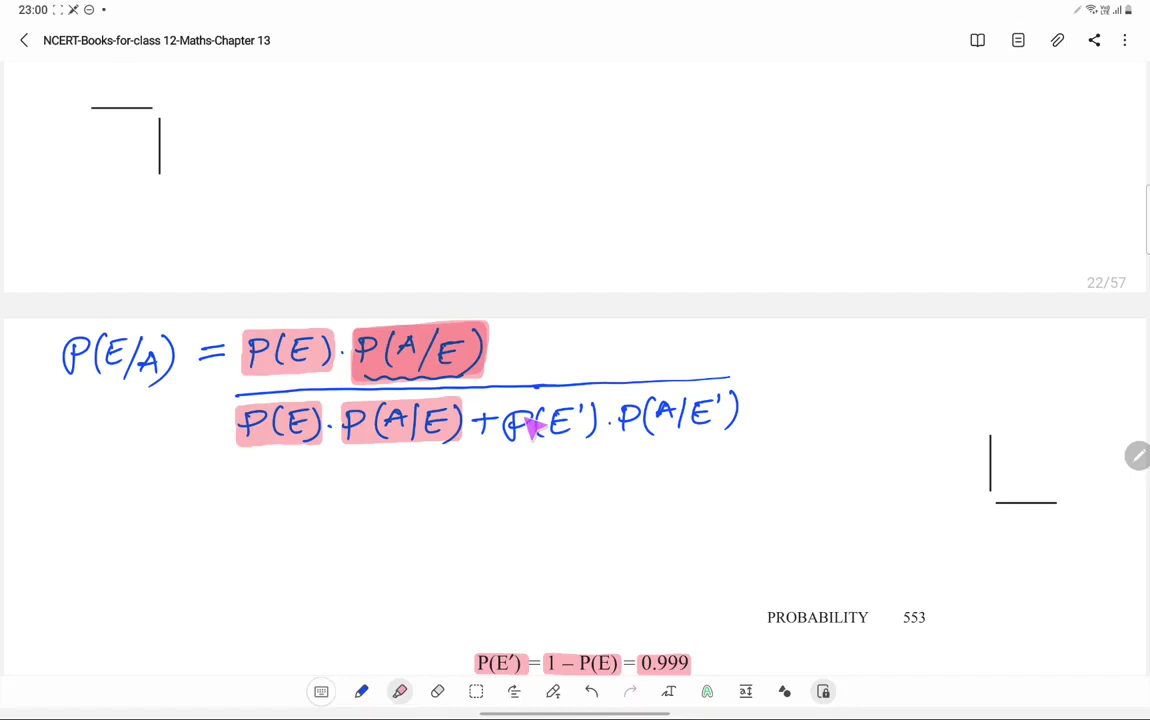 23:00
NCERT-Books-for-class 12-Maths-Chapter 13
22/57
P(E/A) = P(E) . P(A/E)
P(E) . P(A/E) + P(E') . P(A/E')
PROBABILITY 553
P(E′) = 1 – P(E) = 0.999